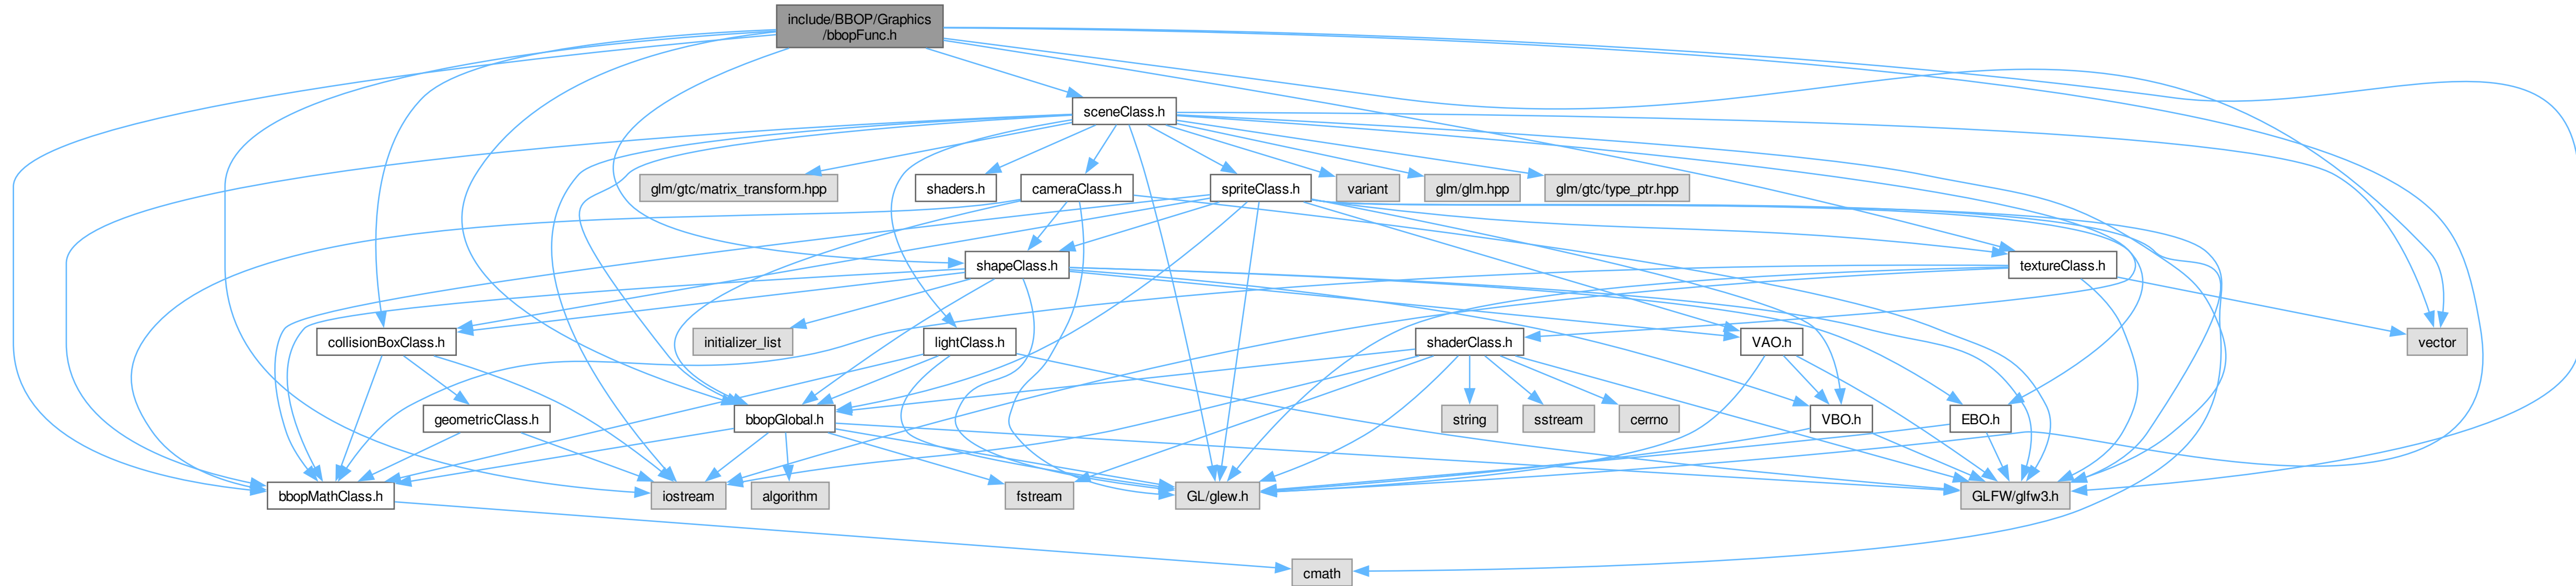 include/BBOP/Graphics
/bbopFunc.h
sceneClass.h
glm/gtc/matrix_transform.hpp
shaders.h
cameraClass.h
spriteClass.h
variant
glm/glm.hpp
glm/gtc/type_ptr.hpp
shapeClass.h
textureClass.h
collisionBoxClass.h
initializer_list
lightClass.h
shaderClass.h
VAO.h
vector
geometricClass.h
bbopGlobal.h
string
sstream
cerrno
VBO.h
EBO.h
bbopMathClass.h
iostream
algorithm
fstream
GL/glew.h
GLFW/glfw3.h
cmath